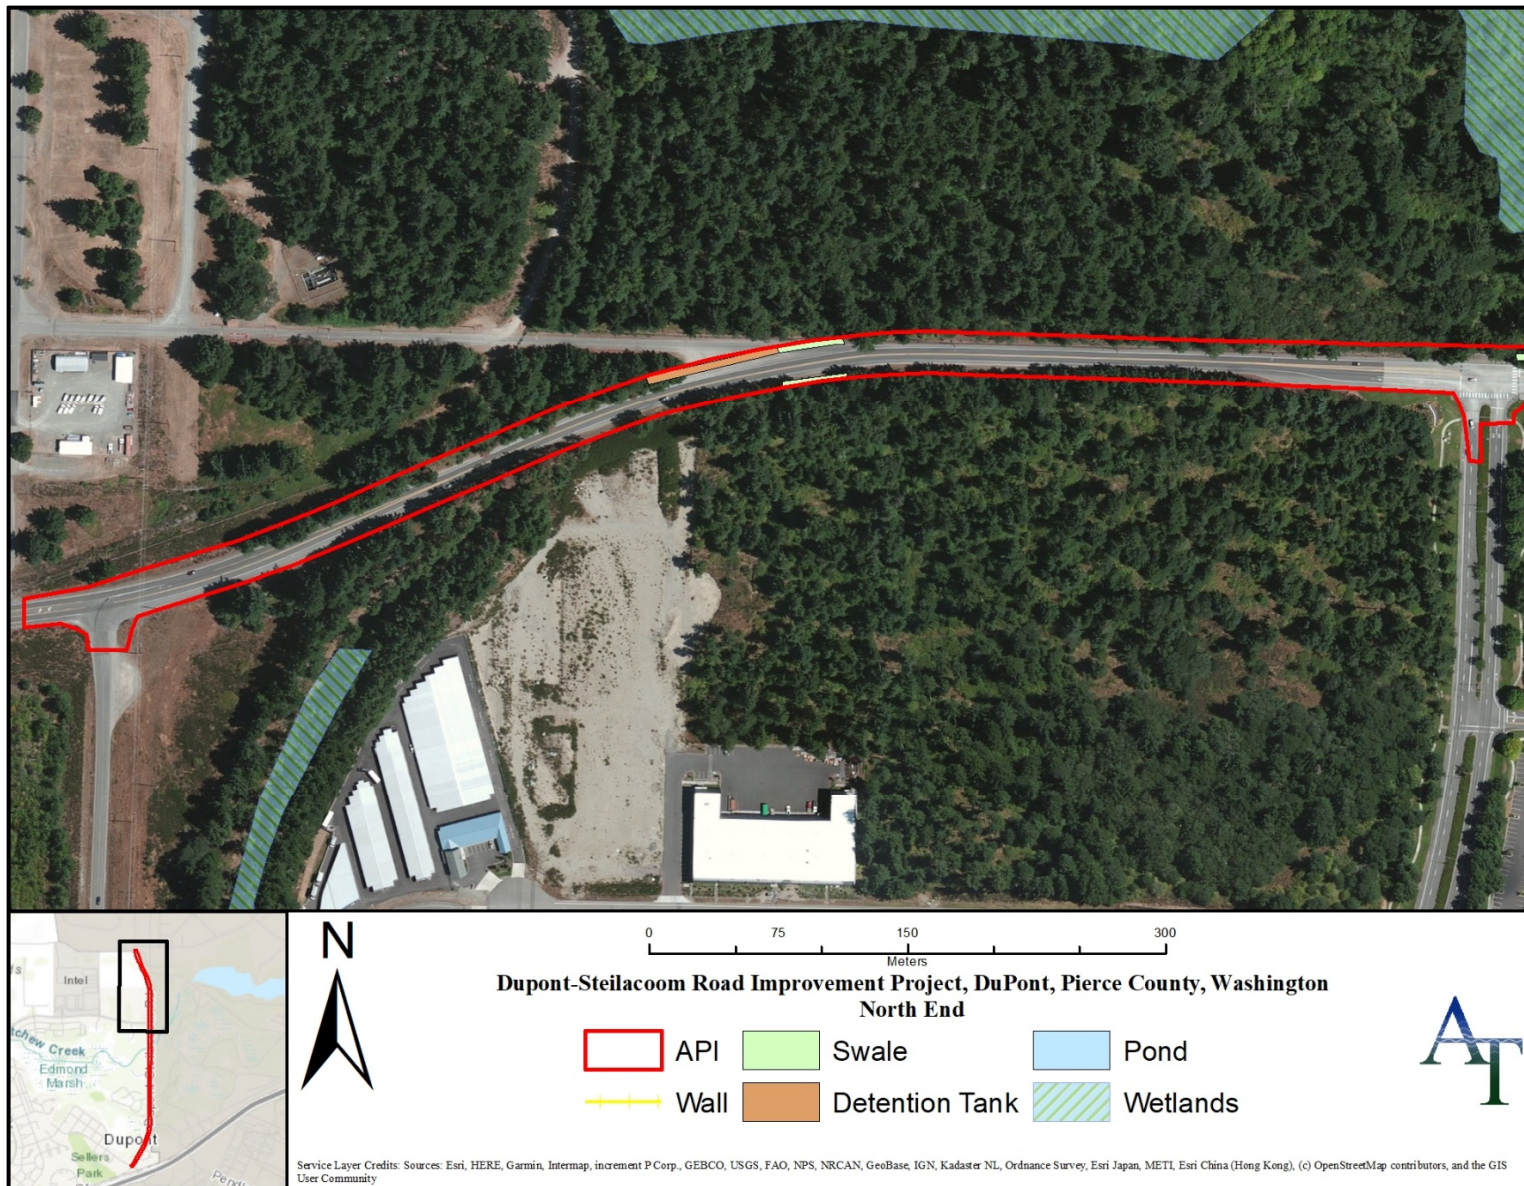 Intel
Creek
Edmond
Marsh
Dupont
Sellers
Park
N
0 75 150 300
Meters
Dupont-Steilacoom Road Improvement Project, DuPont, Pierce County, Washington
North End
API Swale Pond
Wall Detention Tank Wetlands
AT
Service Layer Credits: Sources: Esri, HERE, Garmin, Intermap, increment P Corp., GEBCO, USGS, FAO, NPS, NRCAN, GeoBase, IGN, Kadaster NL, Ordnance Survey, Esri Japan, METI, Esri China (Hong Kong), (c) OpenStreetMap contributors, and the GIS
User Community